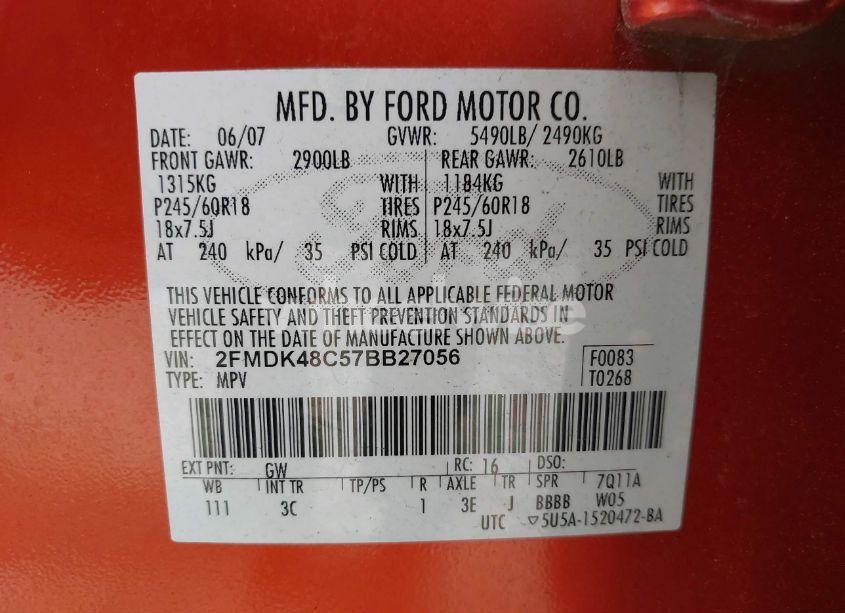 MFD. BY FORD MOTOR CO.
DATE: 06/07 GVWR: 5490LB/ 2490KG
FRONT GAWR: 2900LB REAR GAWR: 2610LB
1315KG WITH 1184KG WITH
P245/60R18 TIRES P245/60R18 TIRES
18x7.5J RIMS 18x7.5J RIMS
AT 240 kPa/ 35 PSI COLD AT 240 kPa/ 35 PSI COLD
THIS VEHICLE CONFORMS TO ALL APPLICABLE FEDERAL MOTOR
VEHICLE SAFETY AND THEFT PREVENTION STANDARDS IN
EFFECT ON THE DATE OF MANUFACTURE SHOWN ABOVE.
VIN: 2FMDK48C57BB27056 F0083
TYPE: MPV T0268
EXT PNT: GW RC: 16 DSO:
WB INT TR TP/PS R AXLE TR SPR 7Q11A
111 3C 1 3E J BBBB W05
UTC ▽5U5A-1520472-BA